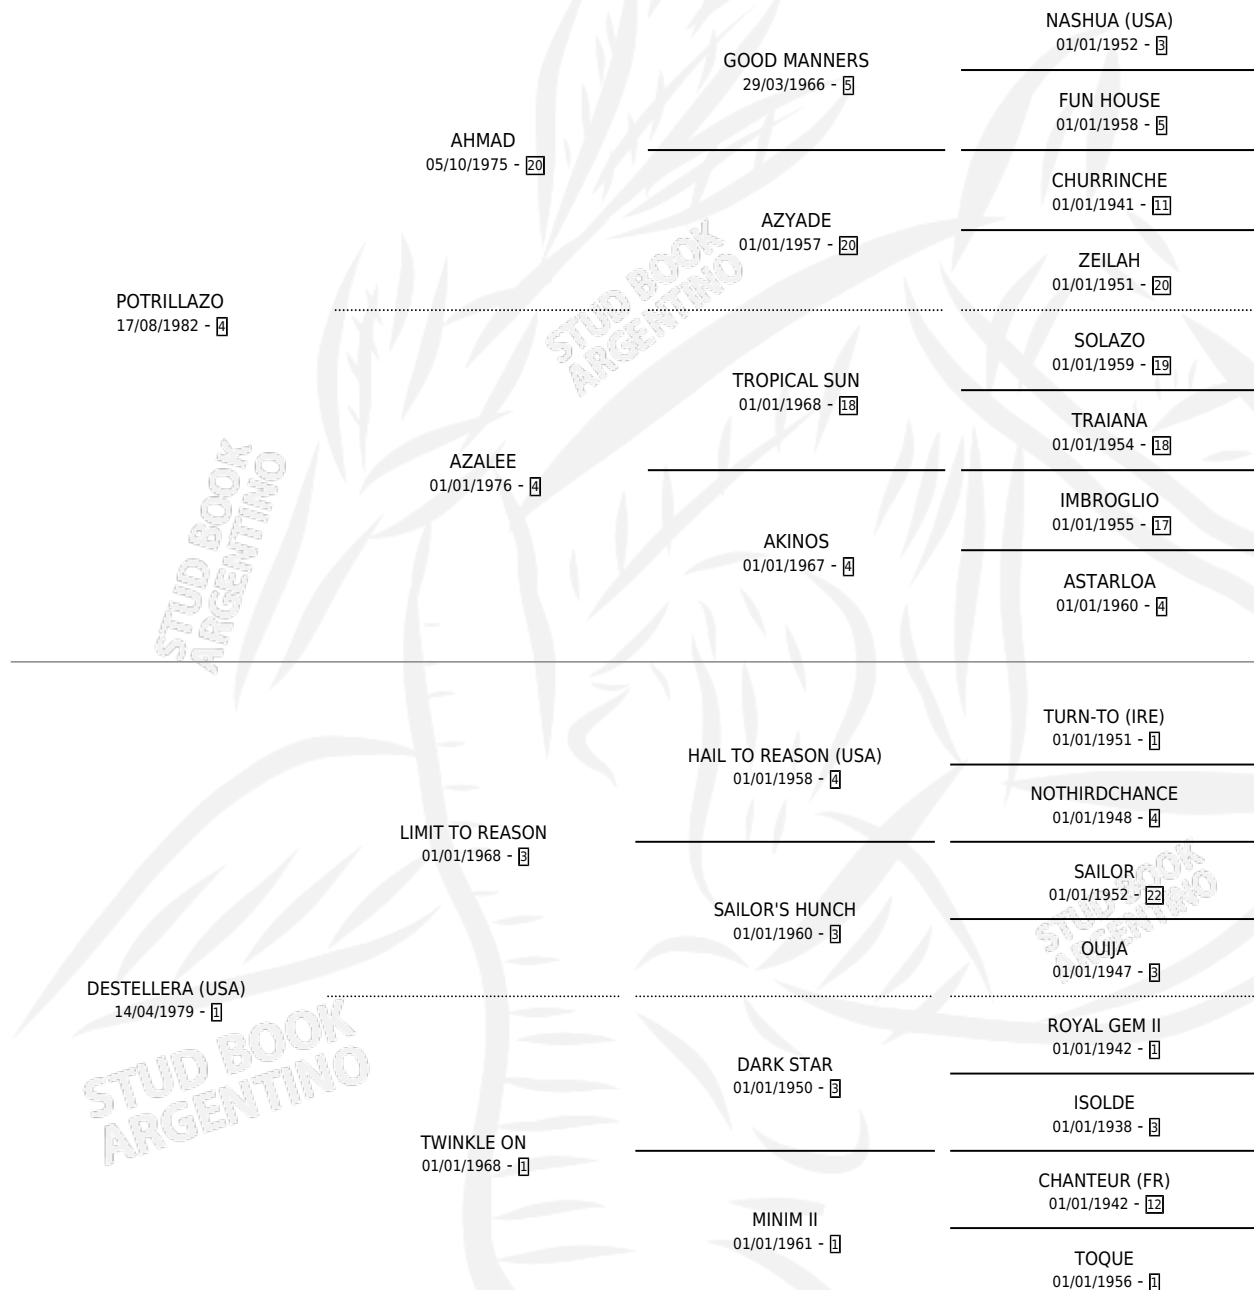 NASHUA (USA)
01/01/1952 - 3
GOOD MANNERS
29/03/1966 - 5
FUN HOUSE
01/01/1958 - 5
AHMAD
05/10/1975 - 20
CHURRINCHE
01/01/1941 - 11
AZYADE
01/01/1957 - 20
ZEILAH
01/01/1951 - 20
POTRILLAZO
17/08/1982 - 4
SOLAZO
01/01/1959 - 19
TROPICAL SUN
01/01/1968 - 18
TRAIANA
01/01/1954 - 18
AZALEE
01/01/1976 - 4
IMBROGLIO
01/01/1955 - 17
AKINOS
01/01/1967 - 4
ASTARLOA
01/01/1960 - 4
TURN-TO (IRE)
01/01/1951 - 1
HAIL TO REASON (USA)
01/01/1958 - 4
NOTHIRDCHANCE
01/01/1948 - 4
LIMIT TO REASON
01/01/1968 - 3
SAILOR
01/01/1952 - 22
SAILOR'S HUNCH
01/01/1960 - 3
OUIJA
01/01/1947 - 3
DESTELLERA (USA)
14/04/1979 - 1
ROYAL GEM II
01/01/1942 - 1
DARK STAR
01/01/1950 - 3
ISOLDE
01/01/1938 - 3
TWINKLE ON
01/01/1968 - 1
CHANTEUR (FR)
01/01/1942 - 12
MINIM II
01/01/1961 - 1
TOQUE
01/01/1956 - 1
STUD BOOK
ARGENTINO
STUD BOOK
ARGENTINO
STUD BOOK
ARGENTINO
STUD BOOK
ARGENTINO